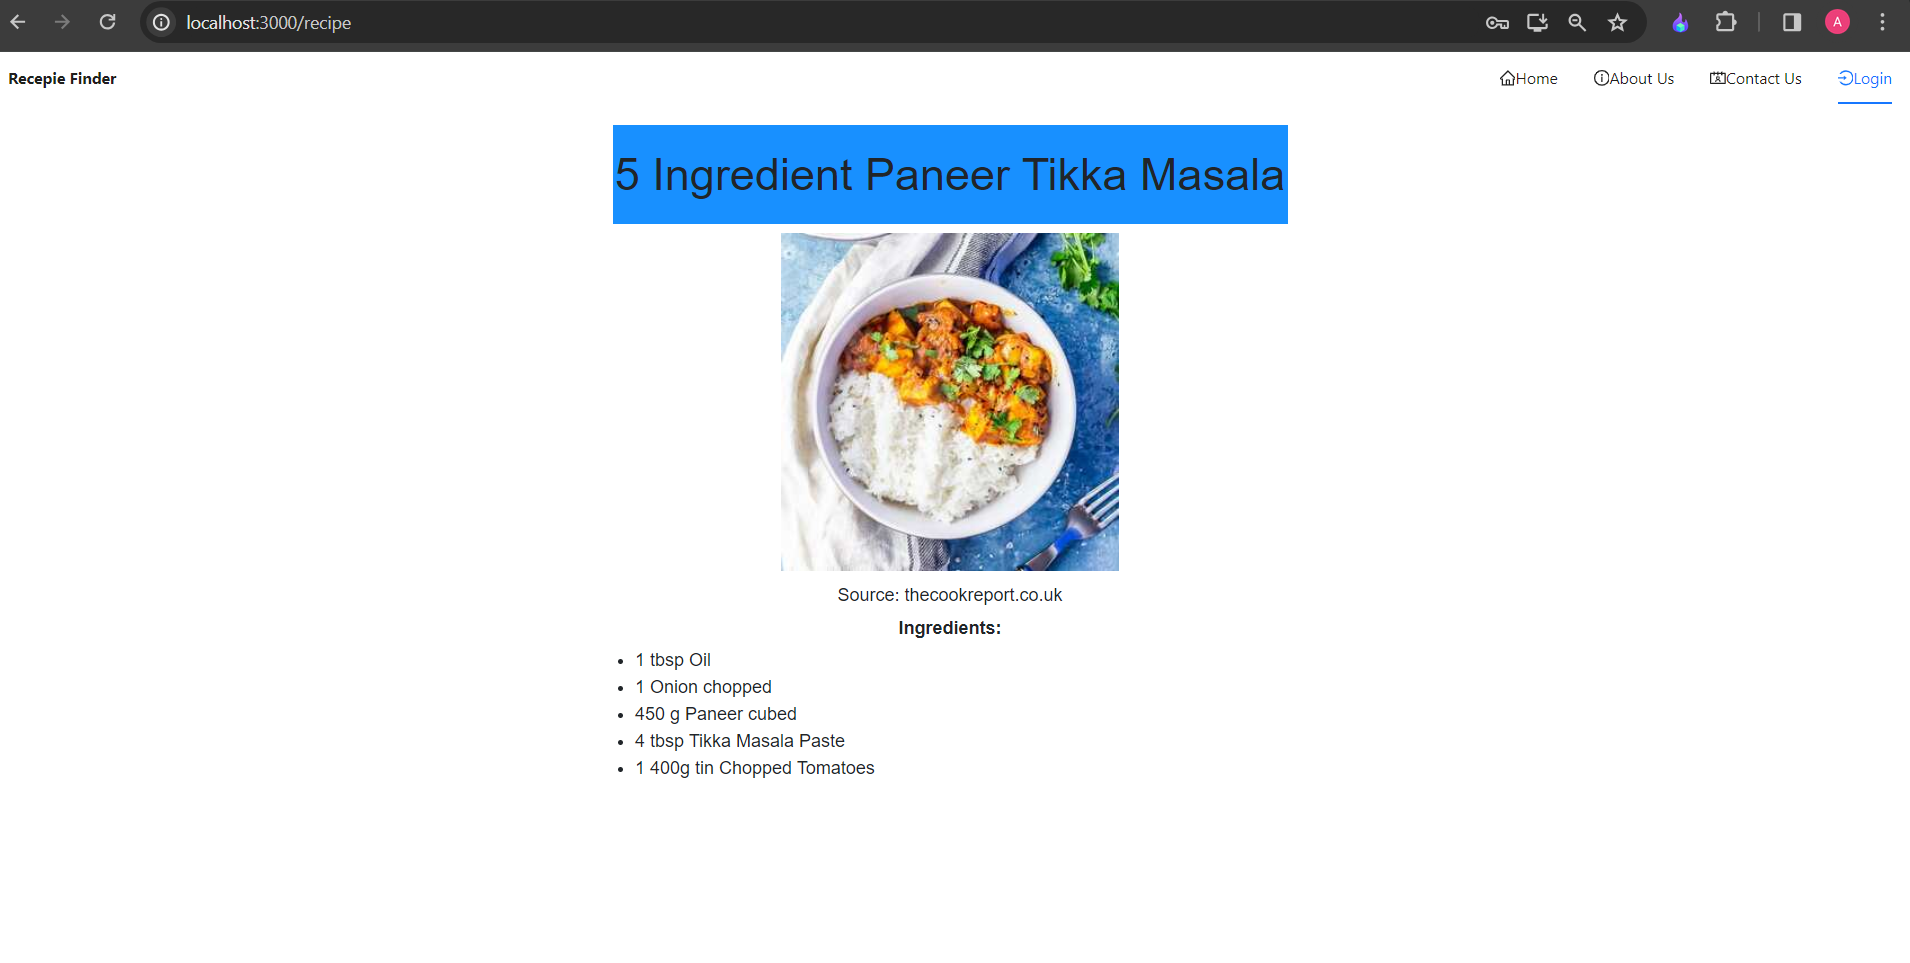 localhost:3000/recipe
A
Recepie Finder
Home
About Us
Contact Us
Login
5 Ingredient Paneer Tikka Masala
Source: thecookreport.co.uk
Ingredients:
• 1 tbsp Oil
• 1 Onion chopped
• 450 g Paneer cubed
• 4 tbsp Tikka Masala Paste
• 1 400g tin Chopped Tomatoes